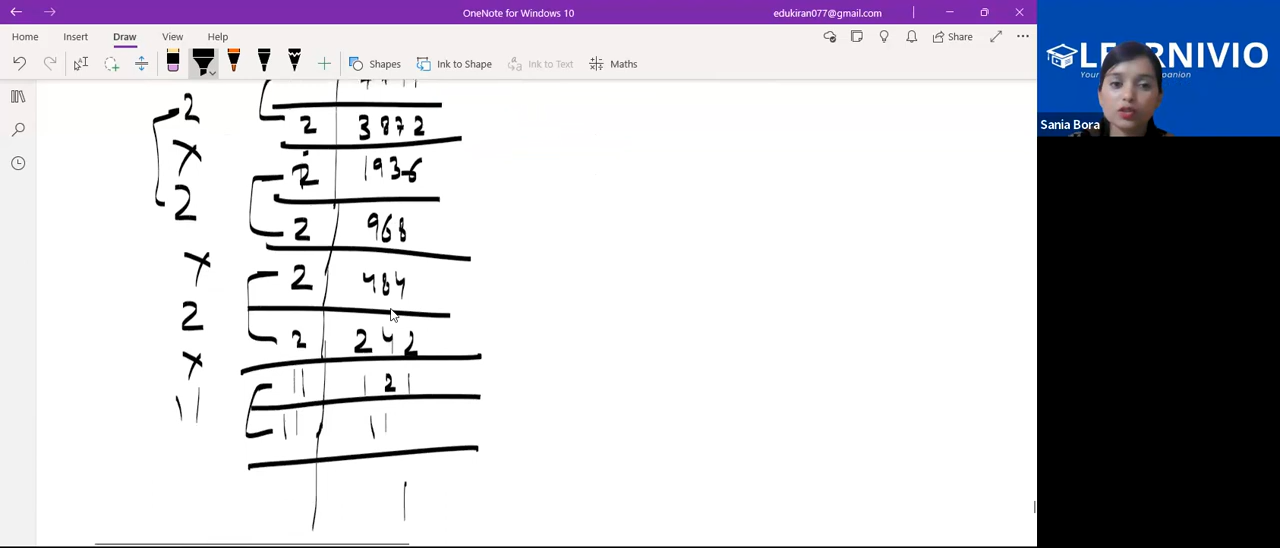 OneNote for Windows 10
edukiran077@gmail.com
Home Insert Draw View Help
Share
Shapes Ink to Shape Ink to Text Maths
LEARNIVIO
Sania Bora
2
2 3872
x
2 1936
2
2 968
x
2 484
2
2 242
x
11 121
11
11 11
1